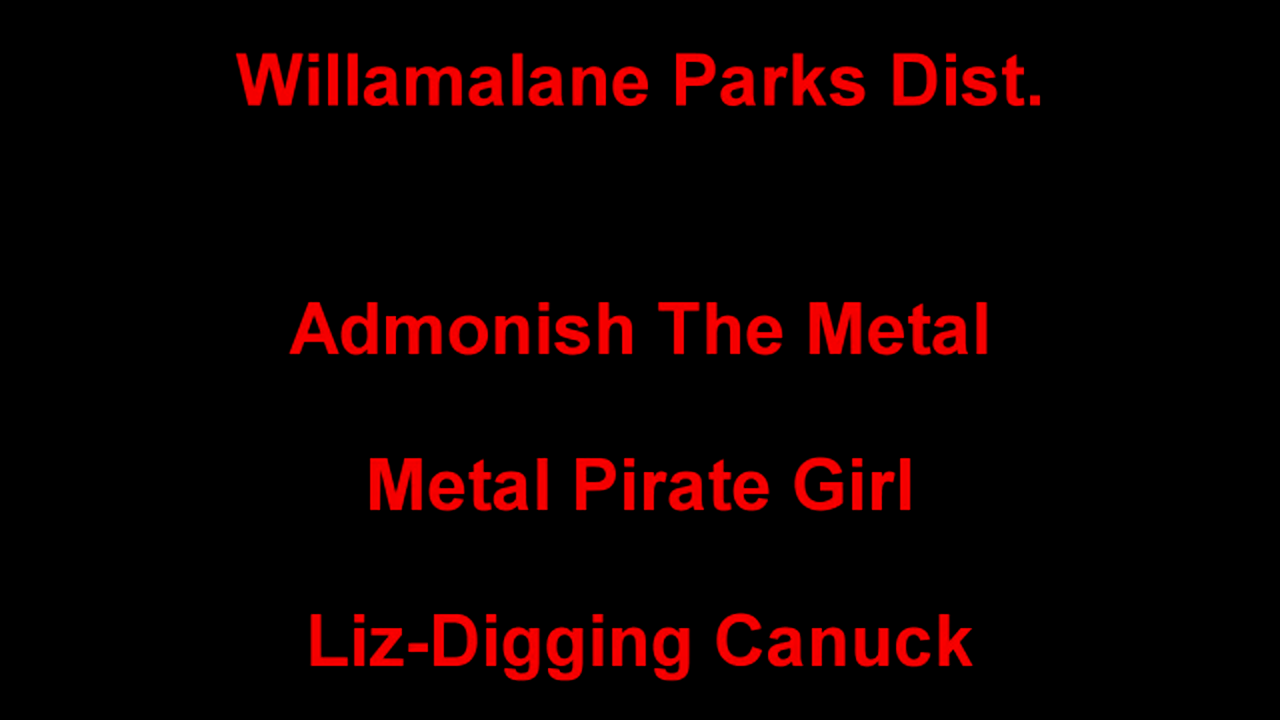 Willamalane Parks Dist.
Admonish The Metal
Metal Pirate Girl
Liz-Digging Canuck